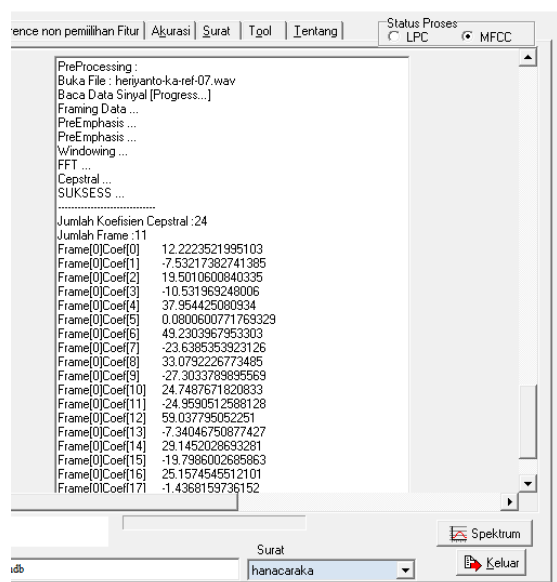 rence non pemiilihan Fitur Akurasi Surat Tool Tentang
Status Proses
LPC MFCC
PreProcessing :
Buka File : heriyanto-ka-ref-07.wav
Baca Data Sinyal [Progress...]
Framing Data ...
PreEmphasis ...
PreEmphasis ...
Windowing ...
FFT ...
Cepstral ...
SUKSESS ...
------------------------------
Jumlah Koefisien Cepstral :24
Jumlah Frame :11
Frame[0]Coef[0] 12.2223521995103
Frame[0]Coef[1] -7.53217382741385
Frame[0]Coef[2] 19.5010600840335
Frame[0]Coef[3] -10.531969248006
Frame[0]Coef[4] 37.954425080934
Frame[0]Coef[5] 0.0800600771769329
Frame[0]Coef[6] 49.2303967953303
Frame[0]Coef[7] -23.6385353923126
Frame[0]Coef[8] 33.0792226773485
Frame[0]Coef[9] -27.3033789895569
Frame[0]Coef[10] 24.7487671820833
Frame[0]Coef[11] -24.9590512588128
Frame[0]Coef[12] 59.037795052251
Frame[0]Coef[13] -7.34046750877427
Frame[0]Coef[14] 29.1452028693281
Frame[0]Coef[15] -19.7986002685863
Frame[0]Coef[16] 25.1574545512101
Frame[0]Coef[17] -1.4368159736152
Spektrum
Surat
mdb
hanacaraka
Keluar